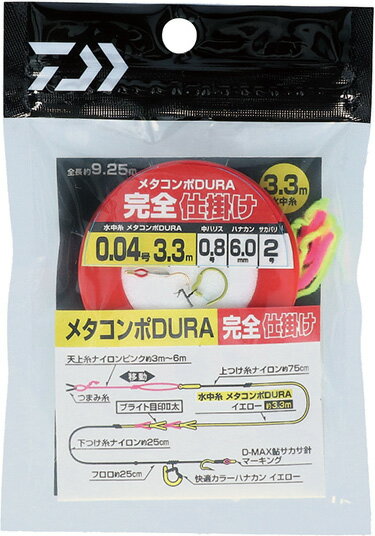 全長約9.25m
3.3m
水中糸
メタコンポDURA
完全仕掛け
水中糸 メタコンポDURA 中ハリス ハナカン サカバリ
0.04号 3.3m 0.8号 6.0mm 2号
メタコンポDURA 完全仕掛け
天上糸ナイロンピンク約3m~6m
移動
上つけ糸ナイロン約75cm
つまみ糸
水中糸 メタコンポDURA
イエロー 約3.3m
ブライト目印Ⅱ太
下つけ糸ナイロン約25cm
D-MAX鮎サカサ針
マーキング
フロロ約25cm
快適カラーハナカン イエロー